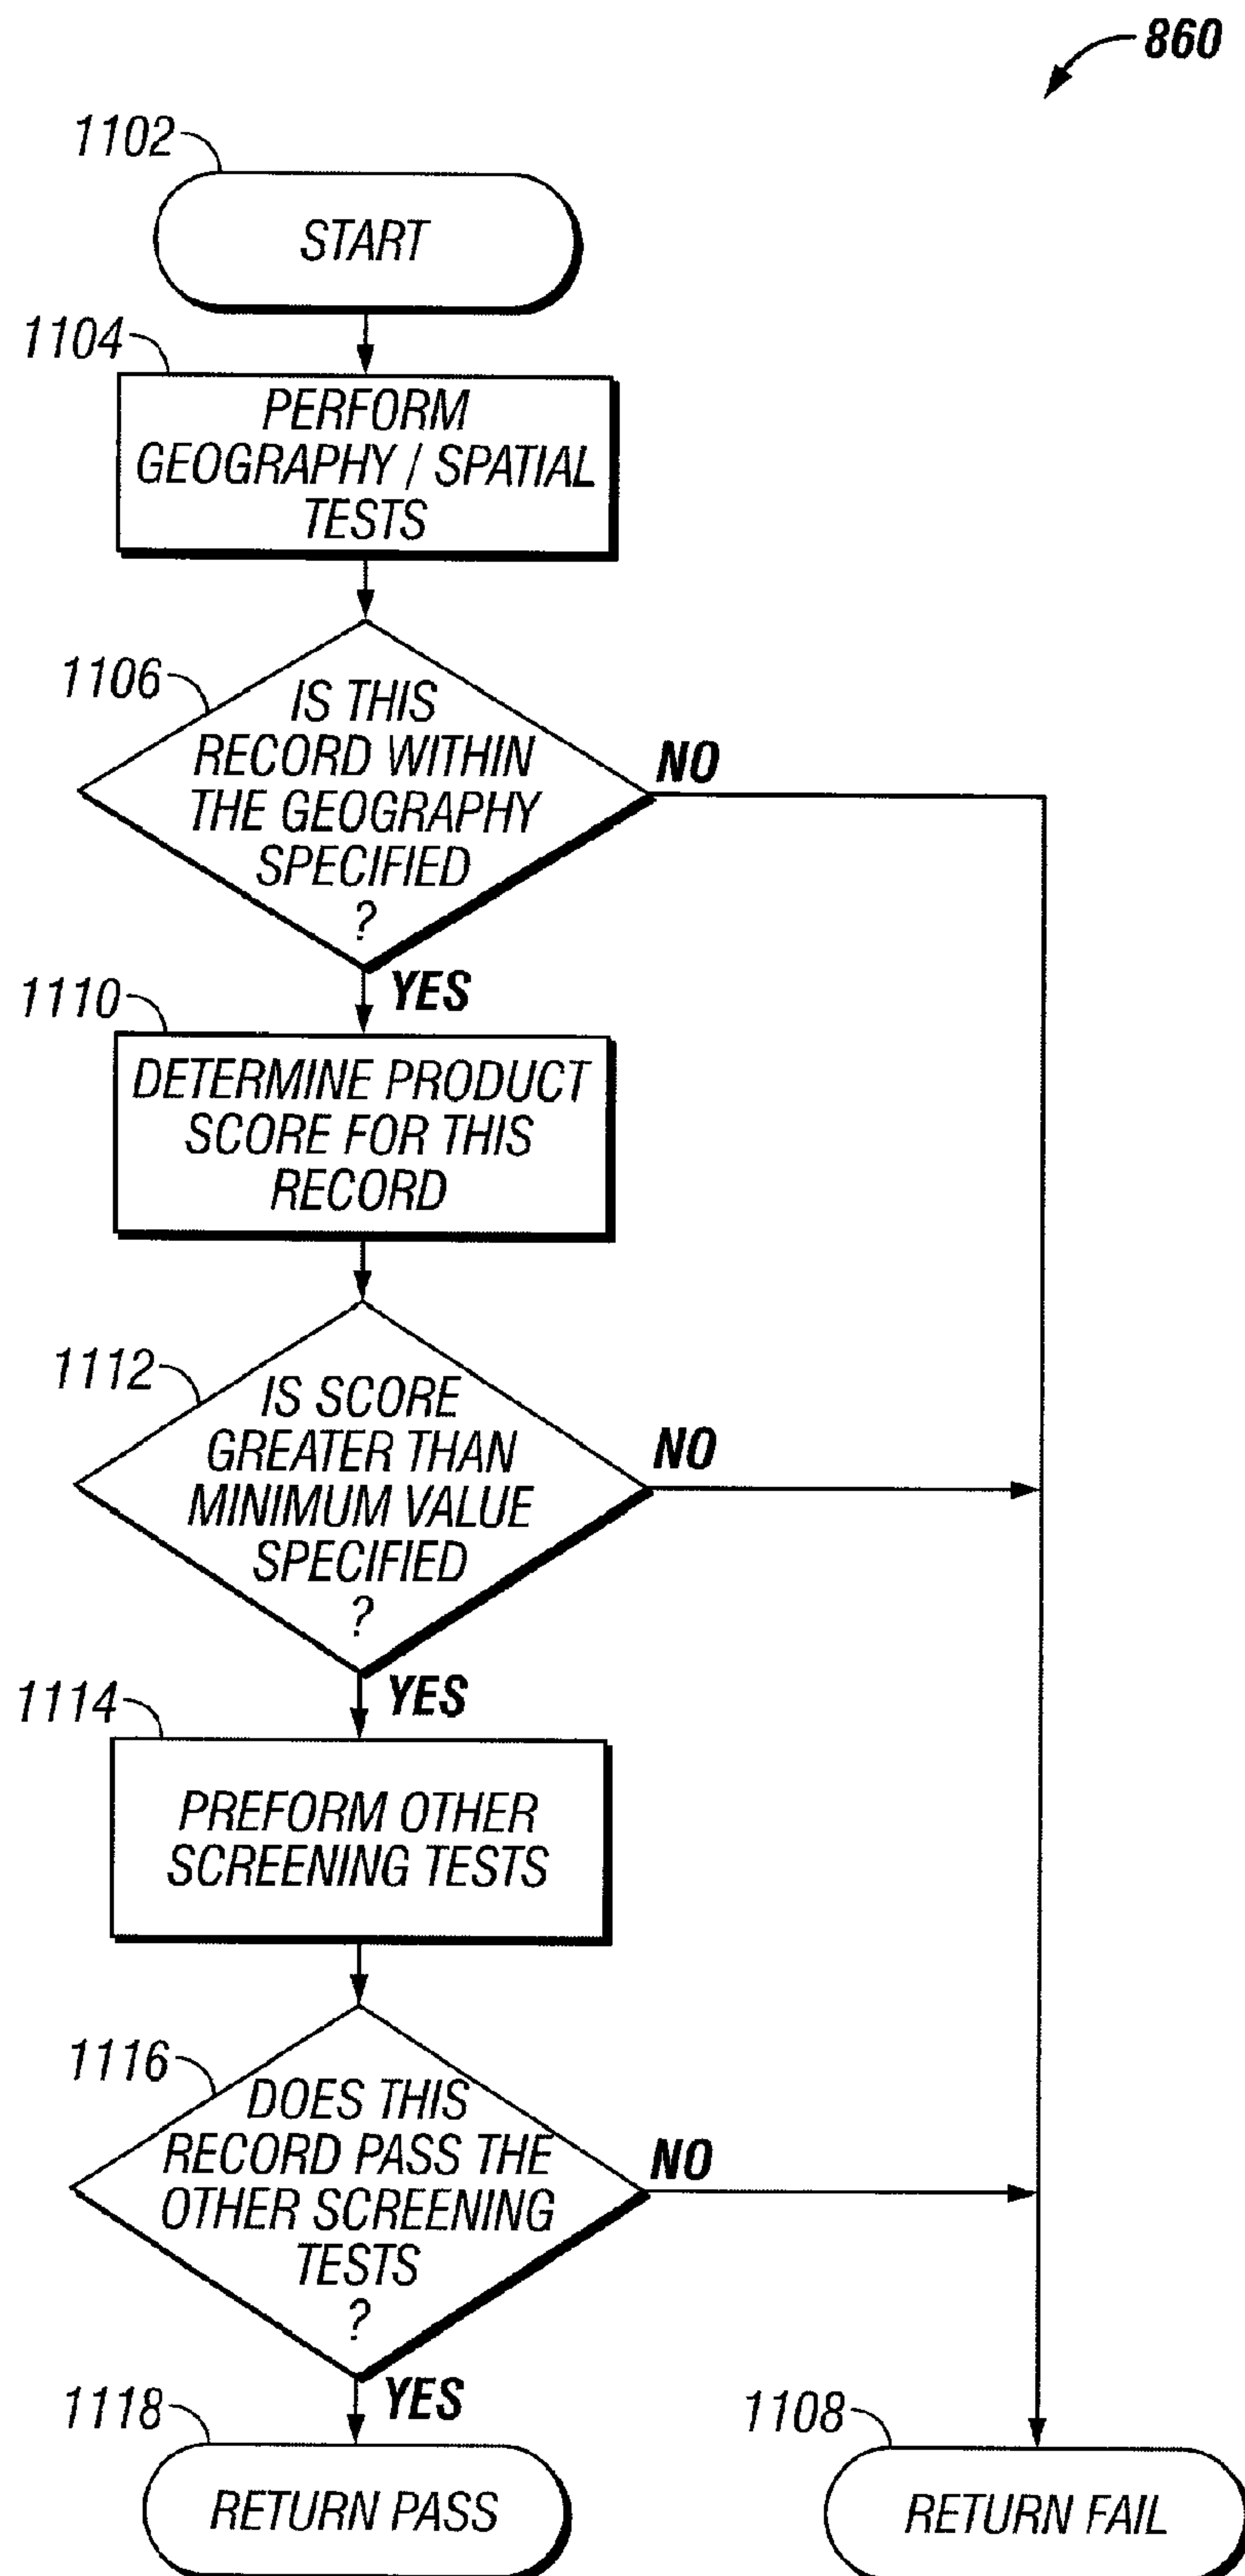 860
1102
START
1104
PERFORM
GEOGRAPHY / SPATIAL
TESTS
1106
IS THIS
RECORD WITHIN
THE GEOGRAPHY
SPECIFIED
?
NO
YES
1110
DETERMINE PRODUCT
SCORE FOR THIS
RECORD
1112
IS SCORE
GREATER THAN
MINIMUM VALUE
SPECIFIED
?
NO
YES
1114
PREFORM OTHER
SCREENING TESTS
1116
DOES THIS
RECORD PASS THE
OTHER SCREENING
TESTS
?
NO
YES
1118
RETURN PASS
1108
RETURN FAIL